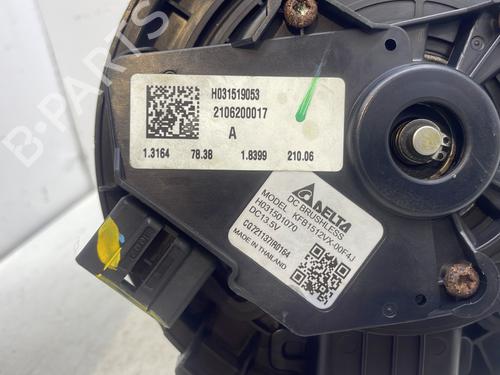 H031519053
2106200017
A
1.3164 78.38 1.8399 210.06
DELTA
DC BRUSHLESS
MODEL KFB1512VX-00F4J
H031501070
DC13.5V
CQ721137IR0164
MADE IN THAILAND
B-PARTS